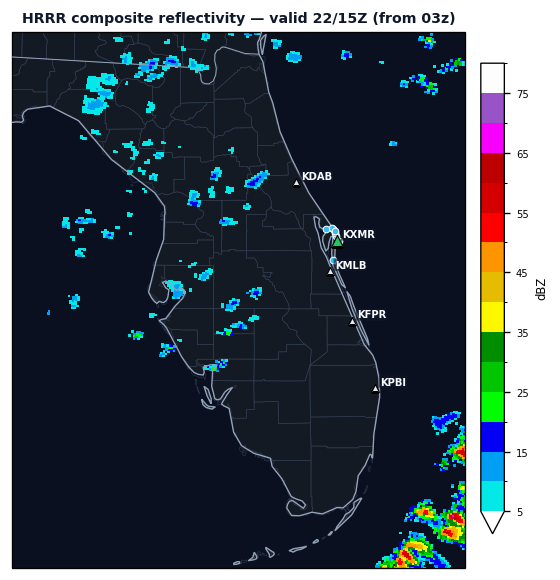 HRRR composite reflectivity — valid 22/15Z (from 03z)
KDAB
KXMR
KMLB
KFPR
KPBI
75
65
55
45
35
25
15
5
dBZ